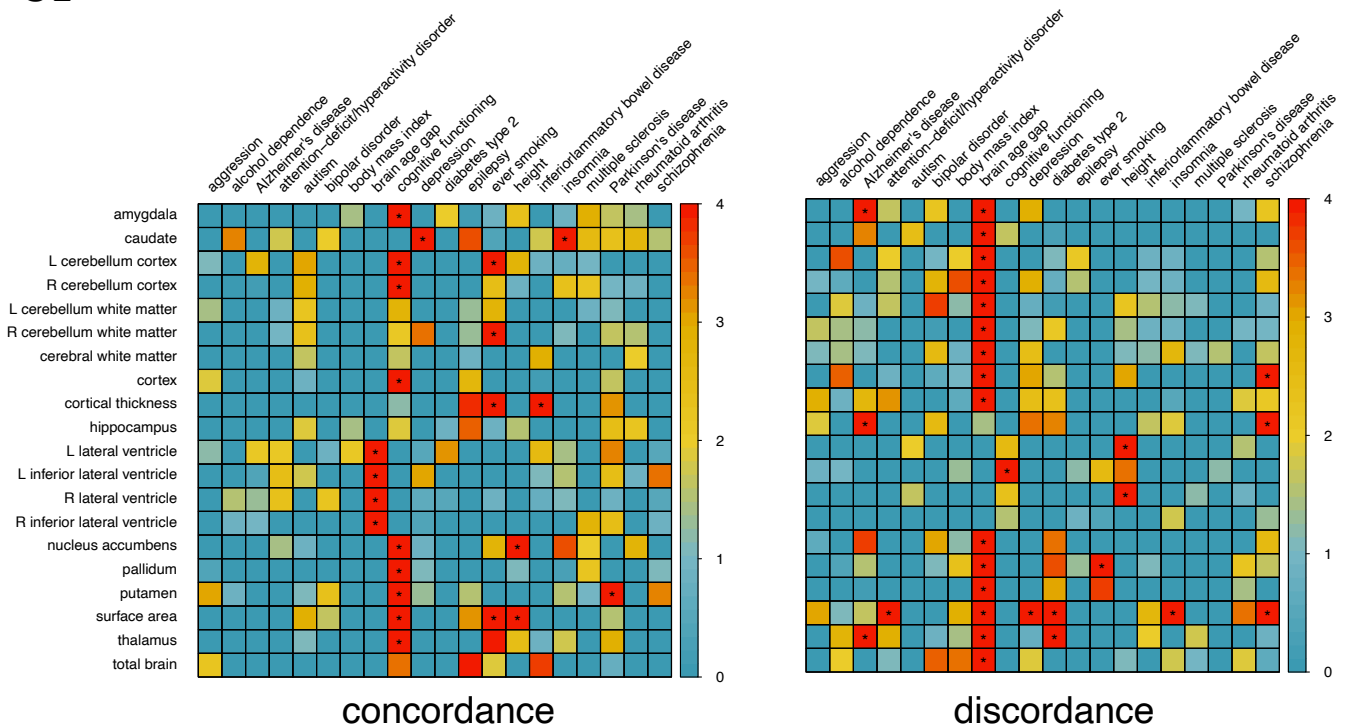 aggression
alcohol dependence
Alzheimer's disease
attention−deficit/hyperactivity disorder
autism
bipolar disorder
body mass index
brain age gap
cognitive functioning
depression
diabetes type 2
epilepsy
ever smoking
height
inferiorlammatory bowel disease
insomnia
multiple sclerosis
Parkinson's disease
rheumatoid arthritis
schizophrenia
amygdala
caudate
L cerebellum cortex
R cerebellum cortex
L cerebellum white matter
R cerebellum white matter
cerebral white matter
cortex
cortical thickness
hippocampus
L lateral ventricle
L inferior lateral ventricle
R lateral ventricle
R inferior lateral ventricle
nucleus accumbens
pallidum
putamen
surface area
thalamus
total brain
4
3
2
1
0
concordance
aggression
alcohol dependence
Alzheimer's disease
attention−deficit/hyperactivity disorder
autism
bipolar disorder
body mass index
brain age gap
cognitive functioning
depression
diabetes type 2
epilepsy
ever smoking
height
inferiorlammatory bowel disease
insomnia
multiple sclerosis
Parkinson's disease
rheumatoid arthritis
schizophrenia
4
3
2
1
0
discordance